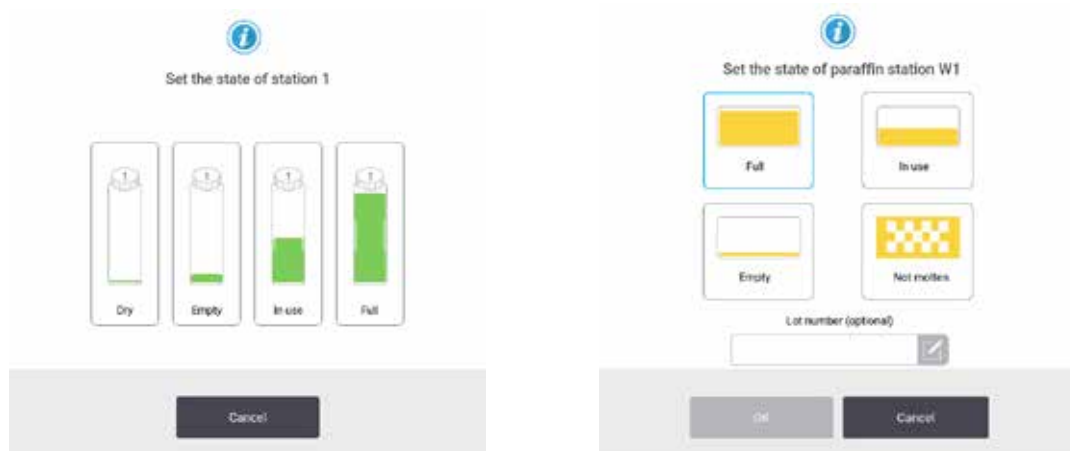 Set the state of station 1
1
1
1
1
Dry
Empty
In use
Full
Cancel
Set the state of paraffin station W1
Full
In use
Empty
Not molten
Lot number (optional)
OK
Cancel